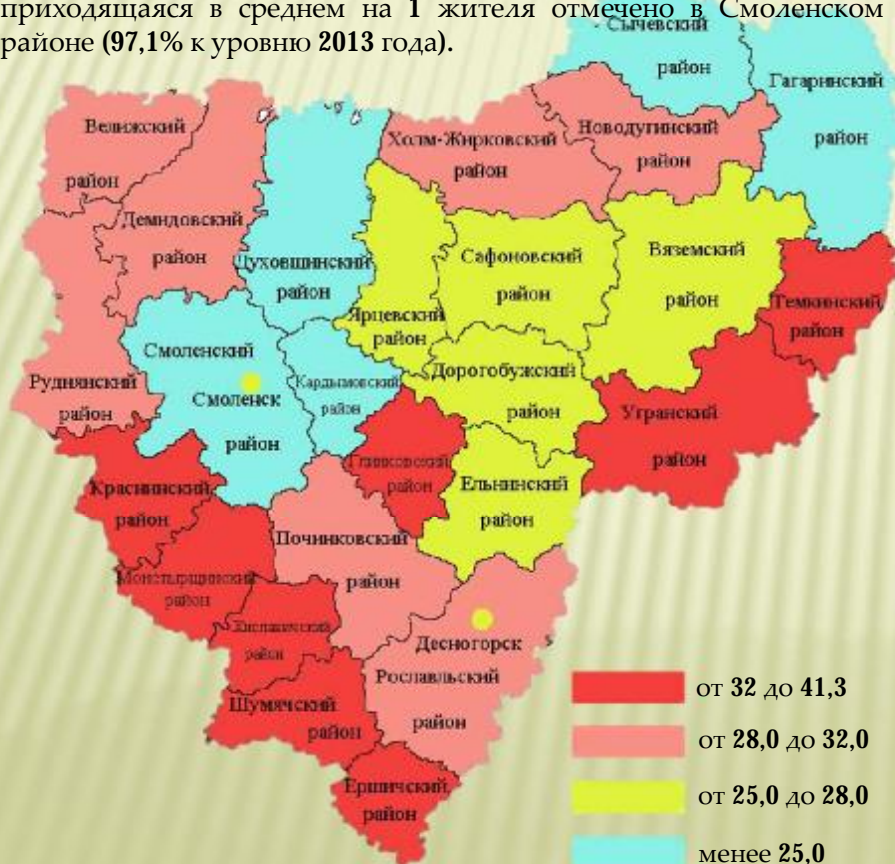 приходящаяся в среднем на 1 жителя отмечено в Смоленском
районе (97,1% к уровню 2013 года).
Сычевский
район
Гагаринский
район
Велижский
район
Холм-Жирковский
район
Новодугинский
район
Демидовский
район
Духовщинский
район
Сафоновский
район
Вяземский
район
Темкинский
район
Ярцевский
район
Смоленский
Смоленск
район
Кардымовский
район
Дорогобужский
район
Руднянский
район
Угранский
район
Глинковский
район
Ельнинский
район
Краснинский
район
Починковский
район
Монастырщинский
район
Хиславичский
район
Десногорск
Рославльский
район
Шумячский
район
Ершичский
район
от 32 до 41,3
от 28,0 до 32,0
от 25,0 до 28,0
менее 25,0